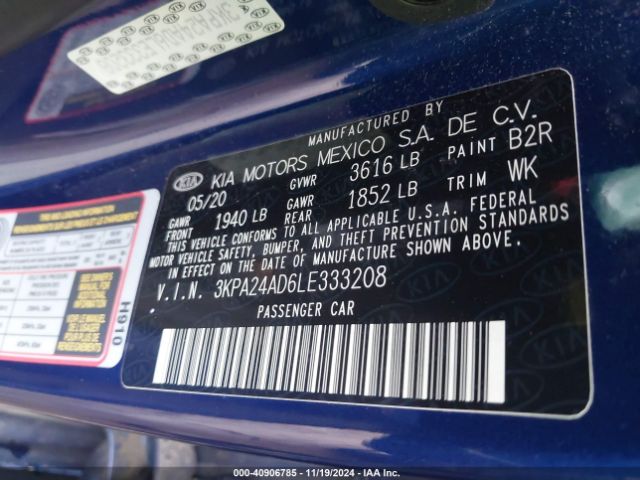 MANUFACTURED BY
KIA KIA MOTORS MEXICO S.A. DE C.V.
05/20 GVWR 3616 LB PAINT B2R
GAWR FRONT 1940 LB GAWR REAR 1852 LB TRIM WK
THIS VEHICLE CONFORMS TO ALL APPLICABLE U.S.A. FEDERAL
MOTOR VEHICLE SAFETY, BUMPER, AND THEFT PREVENTION STANDARDS
IN EFFECT ON THE DATE OF MANUFACTURE SHOWN ABOVE.
V.I.N. 3KPA24AD6LE333208
PASSENGER CAR
H910
000-40906785 — 11/19/2024 — IAA Inc.